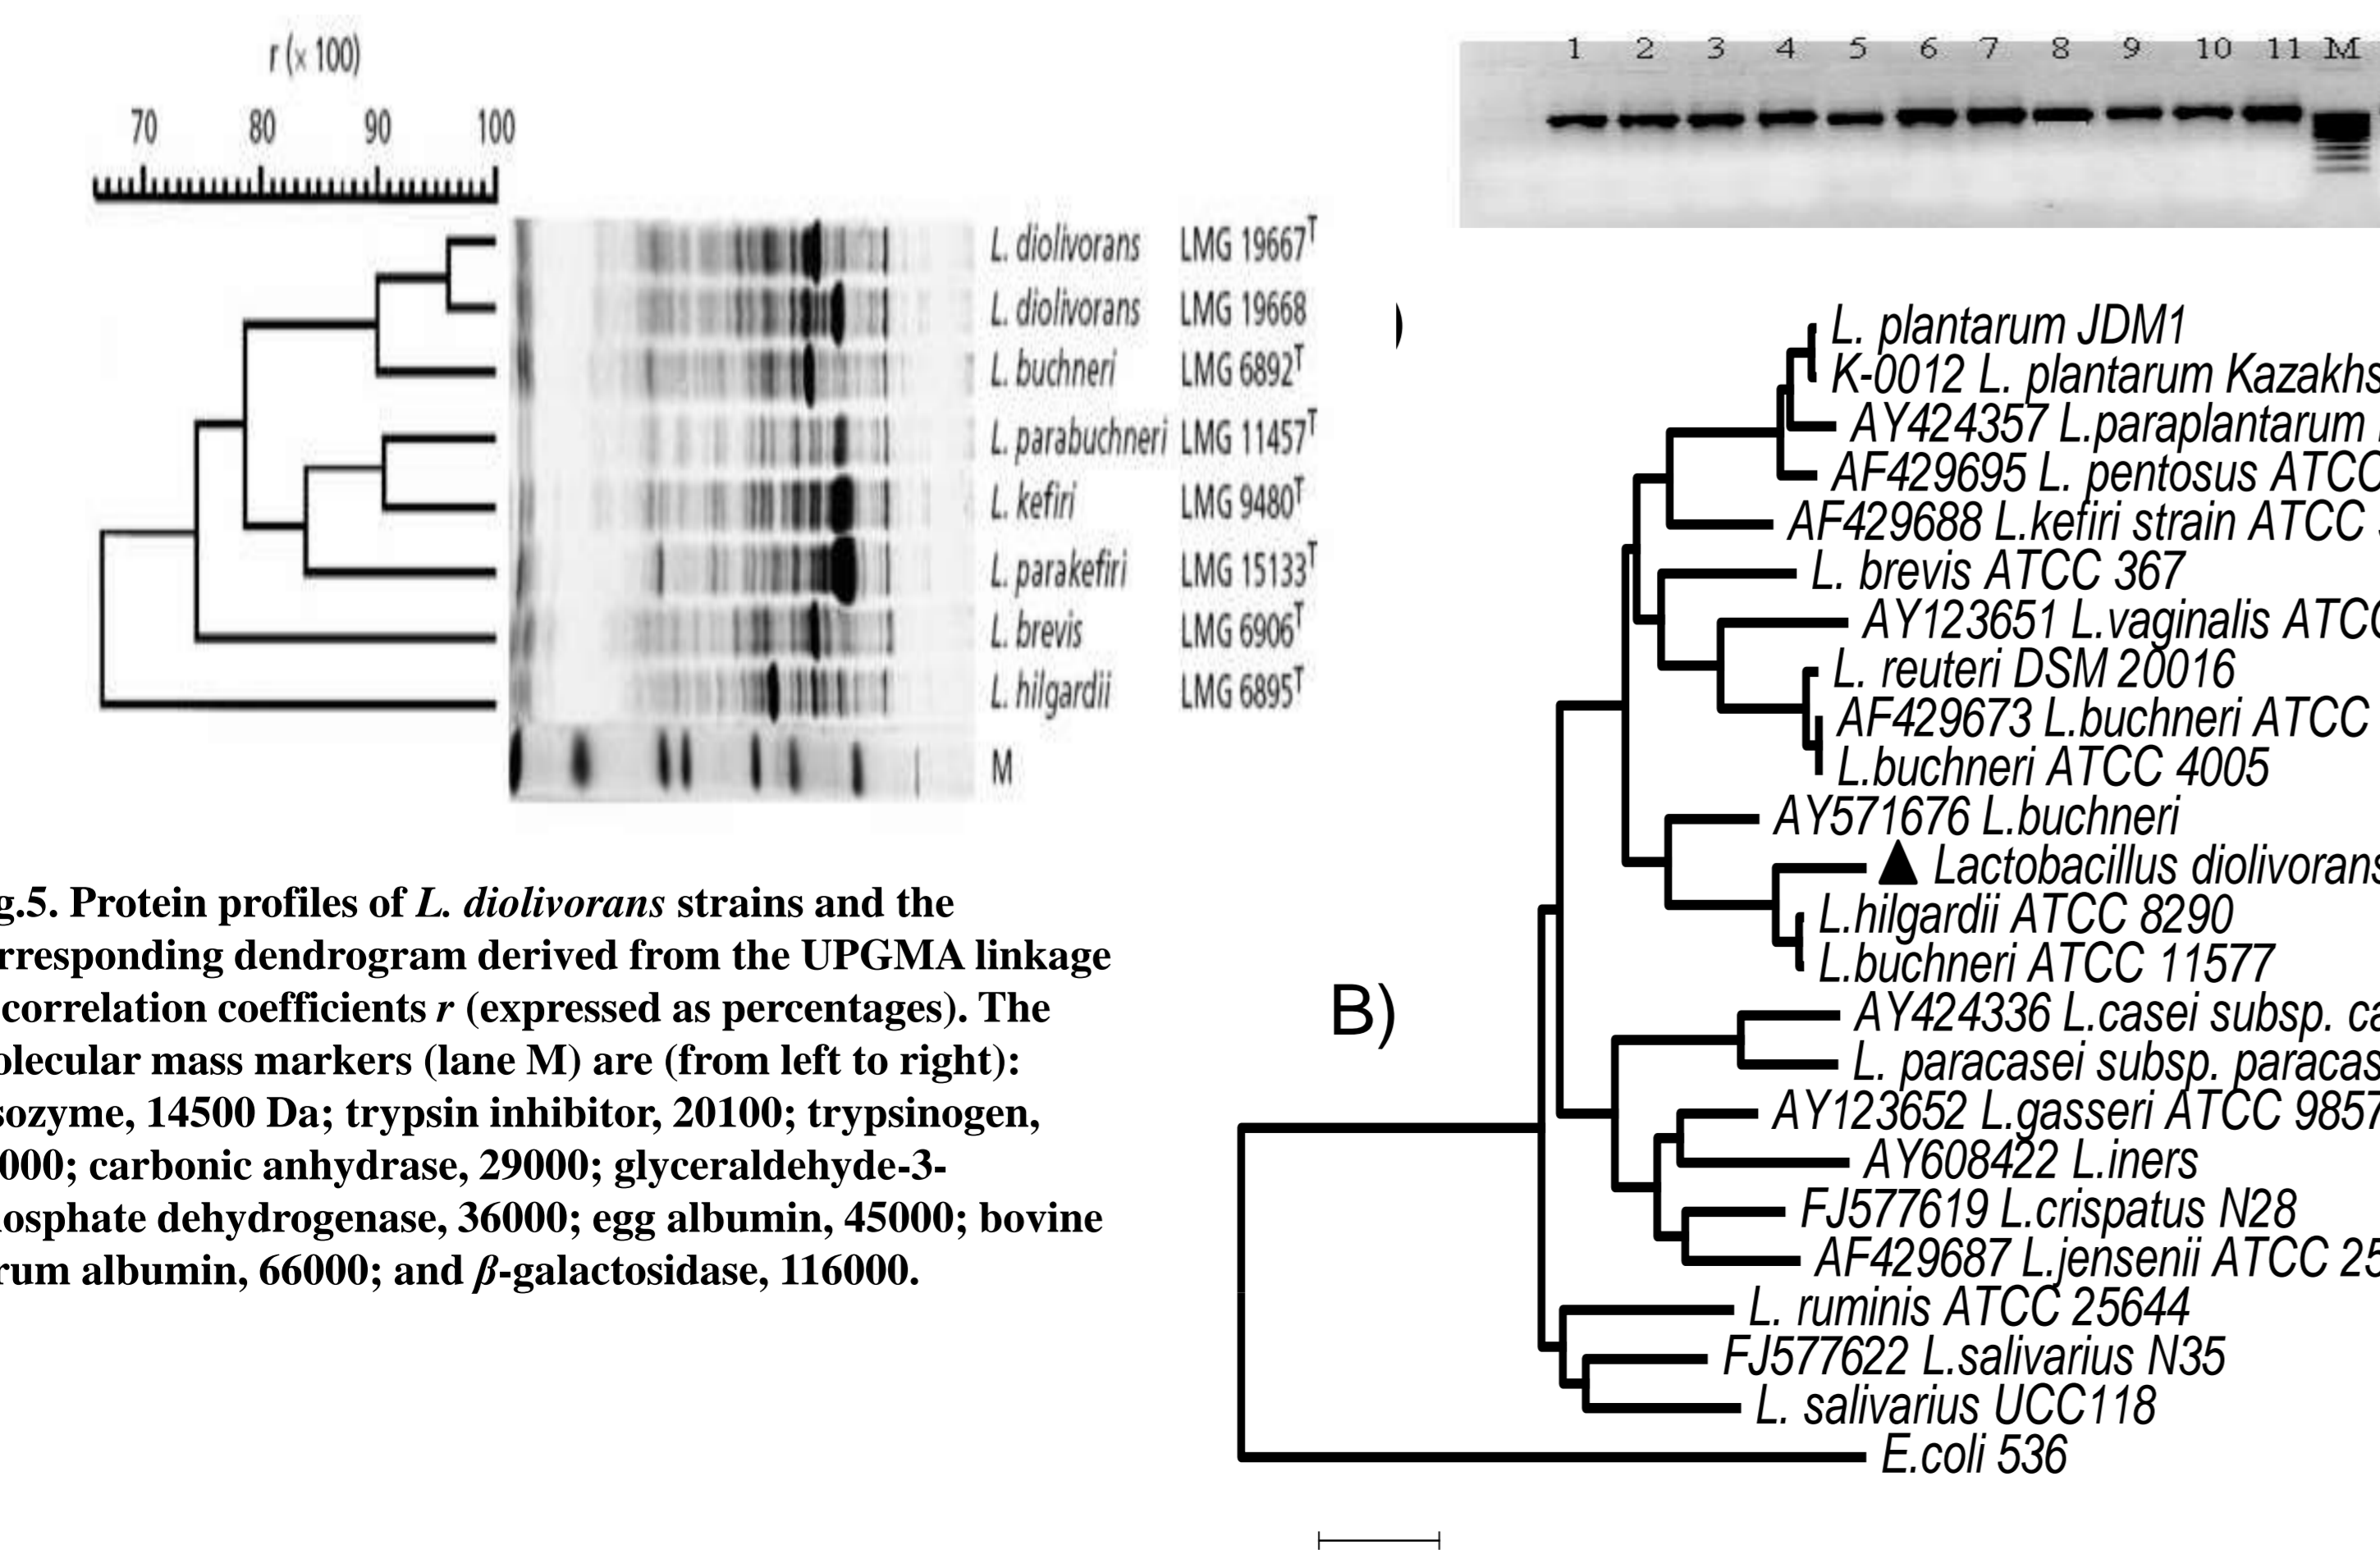 r (× 100)
70 80 90 100
L. diolivorans LMG 19667ᵀ
L. diolivorans LMG 19668
L. buchneri LMG 6892ᵀ
L. parabuchneri LMG 11457ᵀ
L. kefiri LMG 9480ᵀ
L. parakefiri LMG 15133ᵀ
L. brevis LMG 6906ᵀ
L. hilgardii LMG 6895ᵀ
M
g.5. Protein profiles of L. diolivorans strains and the
rresponding dendrogram derived from the UPGMA linkage
correlation coefficients r (expressed as percentages). The
olecular mass markers (lane M) are (from left to right):
sozyme, 14500 Da; trypsin inhibitor, 20100; trypsinogen,
000; carbonic anhydrase, 29000; glyceraldehyde-3-
osphate dehydrogenase, 36000; egg albumin, 45000; bovine
rum albumin, 66000; and β-galactosidase, 116000.
1 2 3 4 5 6 7 8 9 10 11 M
)
L. plantarum JDM1
K-0012 L. plantarum Kazakhs
AY424357 L.paraplantarum
AF429695 L. pentosus ATCC
AF429688 L.kefiri strain ATCC
L. brevis ATCC 367
AY123651 L.vaginalis ATCC
L. reuteri DSM 20016
AF429673 L.buchneri ATCC
L.buchneri ATCC 4005
AY571676 L.buchneri
▲ Lactobacillus diolivorans
L.hilgardii ATCC 8290
L.buchneri ATCC 11577
B)
AY424336 L.casei subsp. ca
L. paracasei subsp. paracas
AY123652 L.gasseri ATCC 9857
AY608422 L.iners
FJ577619 L.crispatus N28
AF429687 L.jensenii ATCC 25
L. ruminis ATCC 25644
FJ577622 L.salivarius N35
L. salivarius UCC118
E.coli 536